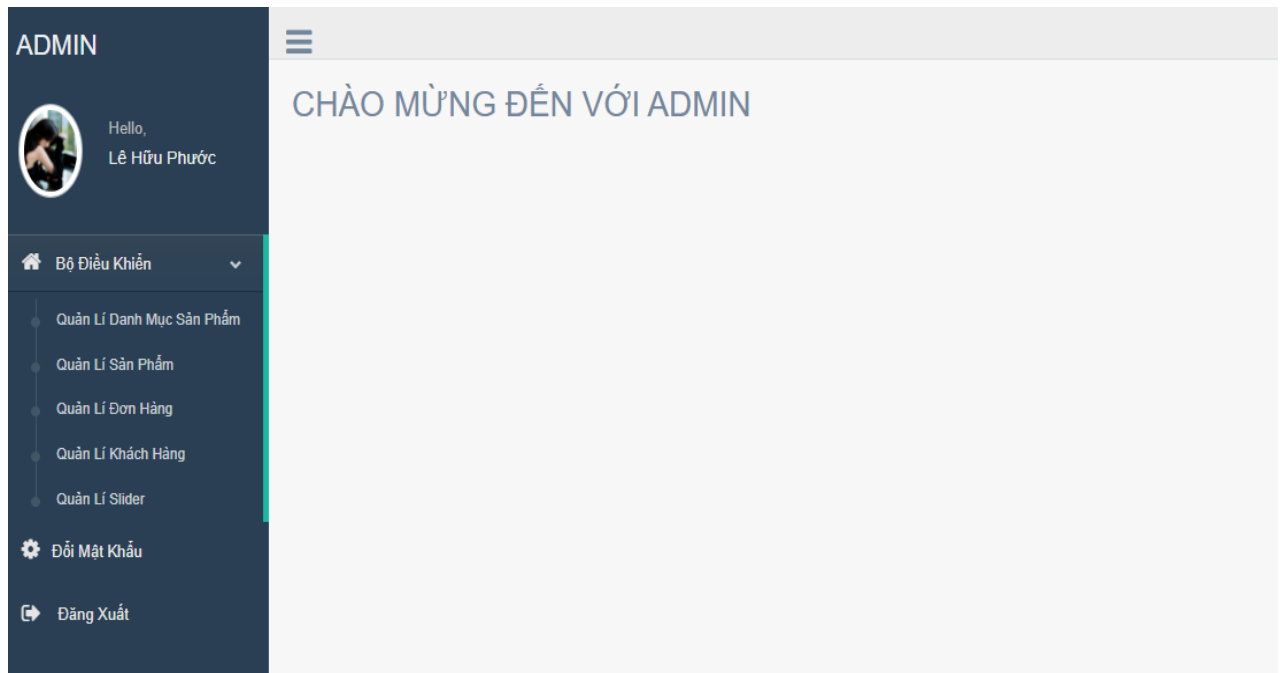 ADMIN
Hello,
Lê Hữu Phước
Bộ Điều Khiển
Quản Lí Danh Mục Sản Phẩm
Quản Lí Sản Phẩm
Quản Lí Đơn Hàng
Quản Lí Khách Hàng
Quản Lí Slider
Đổi Mật Khẩu
Đăng Xuất
CHÀO MỪNG ĐẾN VỚI ADMIN